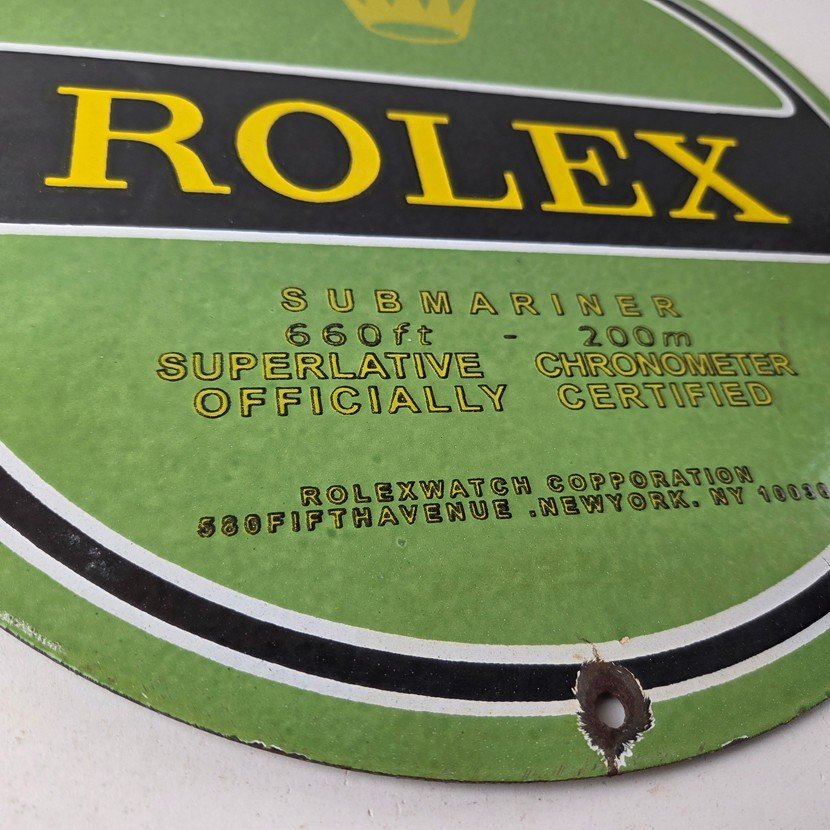 ROLEX
SUBMARINER
660ft - 200m
SUPERLATIVE CHRONOMETER
OFFICIALLY CERTIFIED
ROLEXWATCH COPPORATION
580FIFTHAVENUE .NEWYORK. NY